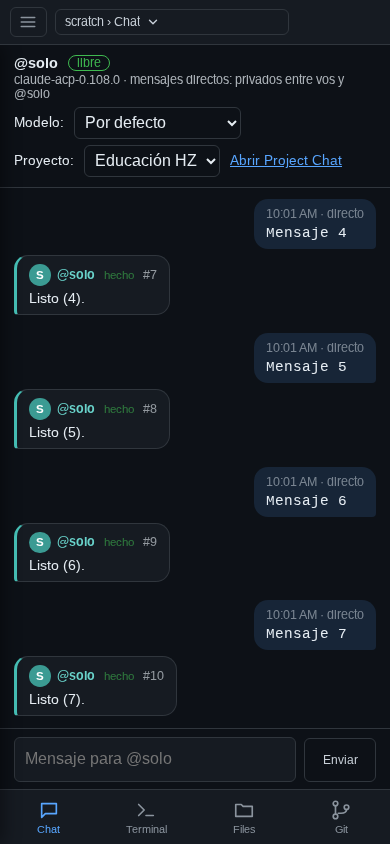 scratch › Chat
@solo libre
claude-acp-0.108.0 · mensajes directos: privados entre vos y
@solo
Modelo: Por defecto
Proyecto: Educación HZ Abrir Project Chat
10:01 AM · directo
Mensaje 4
S @solo hecho #7
Listo (4).
10:01 AM · directo
Mensaje 5
S @solo hecho #8
Listo (5).
10:01 AM · directo
Mensaje 6
S @solo hecho #9
Listo (6).
10:01 AM · directo
Mensaje 7
S @solo hecho #10
Listo (7).
Mensaje para @solo Enviar
Chat Terminal Files Git